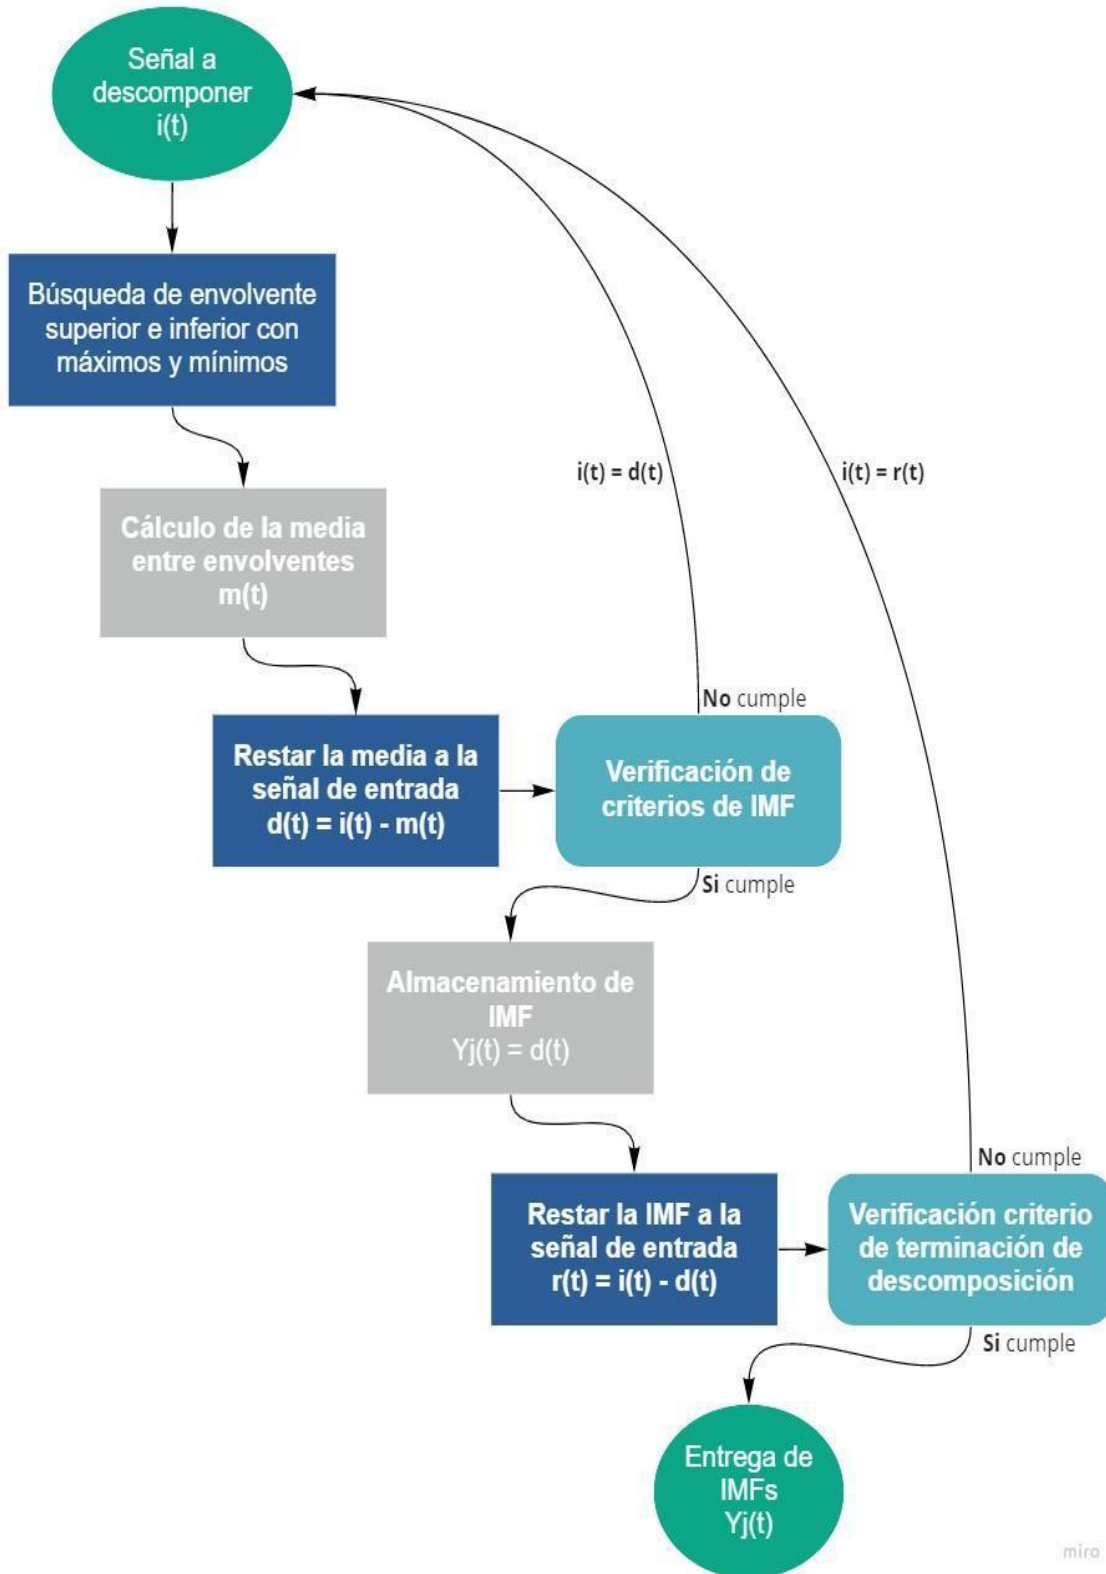 Señal a
descomponer
i(t)
Búsqueda de envolvente
superior e inferior con
máximos y mínimos
i(t) = d(t)
i(t) = r(t)
Cálculo de la media
entre envolventes
m(t)
No cumple
Restar la media a la
señal de entrada
d(t) = i(t) - m(t)
Verificación de
criterios de IMF
Si cumple
Almacenamiento de
IMF
Yj(t) = d(t)
No cumple
Restar la IMF a la
señal de entrada
r(t) = i(t) - d(t)
Verificación criterio
de terminación de
descomposición
Si cumple
Entrega de
IMFs
Yj(t)
miro